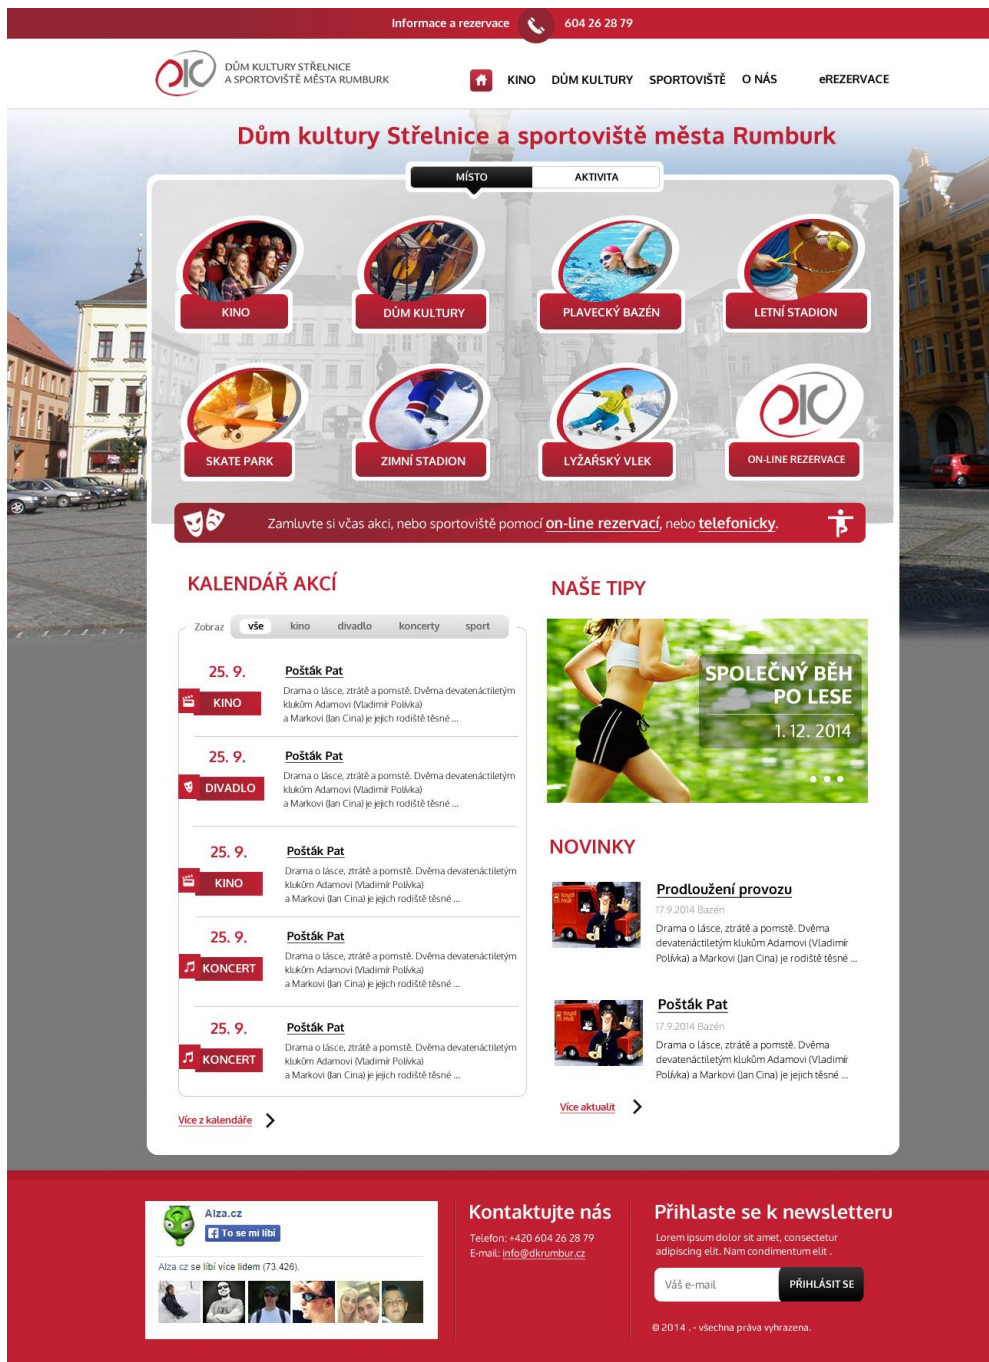 Informace a rezervace 604 26 28 79
DŮM KULTURY STŘELNICE
A SPORTOVIŠTĚ MĚSTA RUMBURK
KINO DŮM KULTURY SPORTOVIŠTĚ O NÁS eREZERVACE
Dům kultury Střelnice a sportoviště města Rumburk
MÍSTO AKTIVITA
KINO DŮM KULTURY PLAVECKÝ BAZÉN LETNÍ STADION
SKATE PARK ZIMNÍ STADION LYŽAŘSKÝ VLEK ON-LINE REZERVACE
Zamluvte si včas akci, nebo sportoviště pomocí on-line rezervací, nebo telefonicky.
KALENDÁŘ AKCÍ
Zobraz vše kino divadlo koncerty sport
25. 9.
KINO
Pošták Pat
Drama o lásce, ztrátě a pomstě. Dvěma devatenáctiletým
klukům Adamovi (Vladimír Polívka)
a Markovi (Jan Cina) je jejich rodiště těsné ...
25. 9.
DIVADLO
Pošták Pat
Drama o lásce, ztrátě a pomstě. Dvěma devatenáctiletým
klukům Adamovi (Vladimír Polívka)
a Markovi (Jan Cina) je jejich rodiště těsné ...
25. 9.
KINO
Pošták Pat
Drama o lásce, ztrátě a pomstě. Dvěma devatenáctiletým
klukům Adamovi (Vladimír Polívka)
a Markovi (Jan Cina) je jejich rodiště těsné ...
25. 9.
KONCERT
Pošták Pat
Drama o lásce, ztrátě a pomstě. Dvěma devatenáctiletým
klukům Adamovi (Vladimír Polívka)
a Markovi (Jan Cina) je jejich rodiště těsné ...
25. 9.
KONCERT
Pošták Pat
Drama o lásce, ztrátě a pomstě. Dvěma devatenáctiletým
klukům Adamovi (Vladimír Polívka)
a Markovi (Jan Cina) je jejich rodiště těsné ...
Více z kalendáře
NAŠE TIPY
SPOLEČNÝ BĚH
PO LESE
1. 12. 2014
NOVINKY
Royal
Mail
Prodloužení provozu
17.9.2014 Bazén
Drama o lásce, ztrátě a pomstě. Dvěma
devatenáctiletým klukům Adamovi (Vladimír
Polívka) a Markovi (Jan Cina) je rodiště těsné ...
Royal
Mail
Pošták Pat
17.9.2014 Bazén
Drama o lásce, ztrátě a pomstě. Dvěma
devatenáctiletým klukům Adamovi (Vladimír
Polívka) a Markovi (Jan Cina) je jejich těsné ...
Více aktualit
Alza.cz
To se mi líbí
Alza.cz se líbí více lidem (73.426).
Kontaktujte nás
Telefon: +420 604 26 28 79
E-mail: info@dkrumbur.cz
Přihlaste se k newsletteru
Lorem ipsum dolor sit amet, consectetur
adipiscing elit. Nam condimentum elit .
Váš e-mail PŘIHLÁSIT SE
© 2014 . - všechna práva vyhrazena.